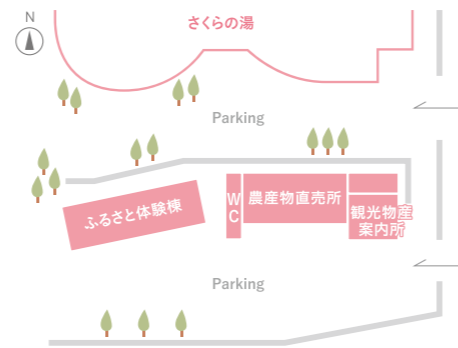 N
さくらの湯
Parking
ふるさと体験棟
WC
農産物直売所
観光物産
案内所
Parking